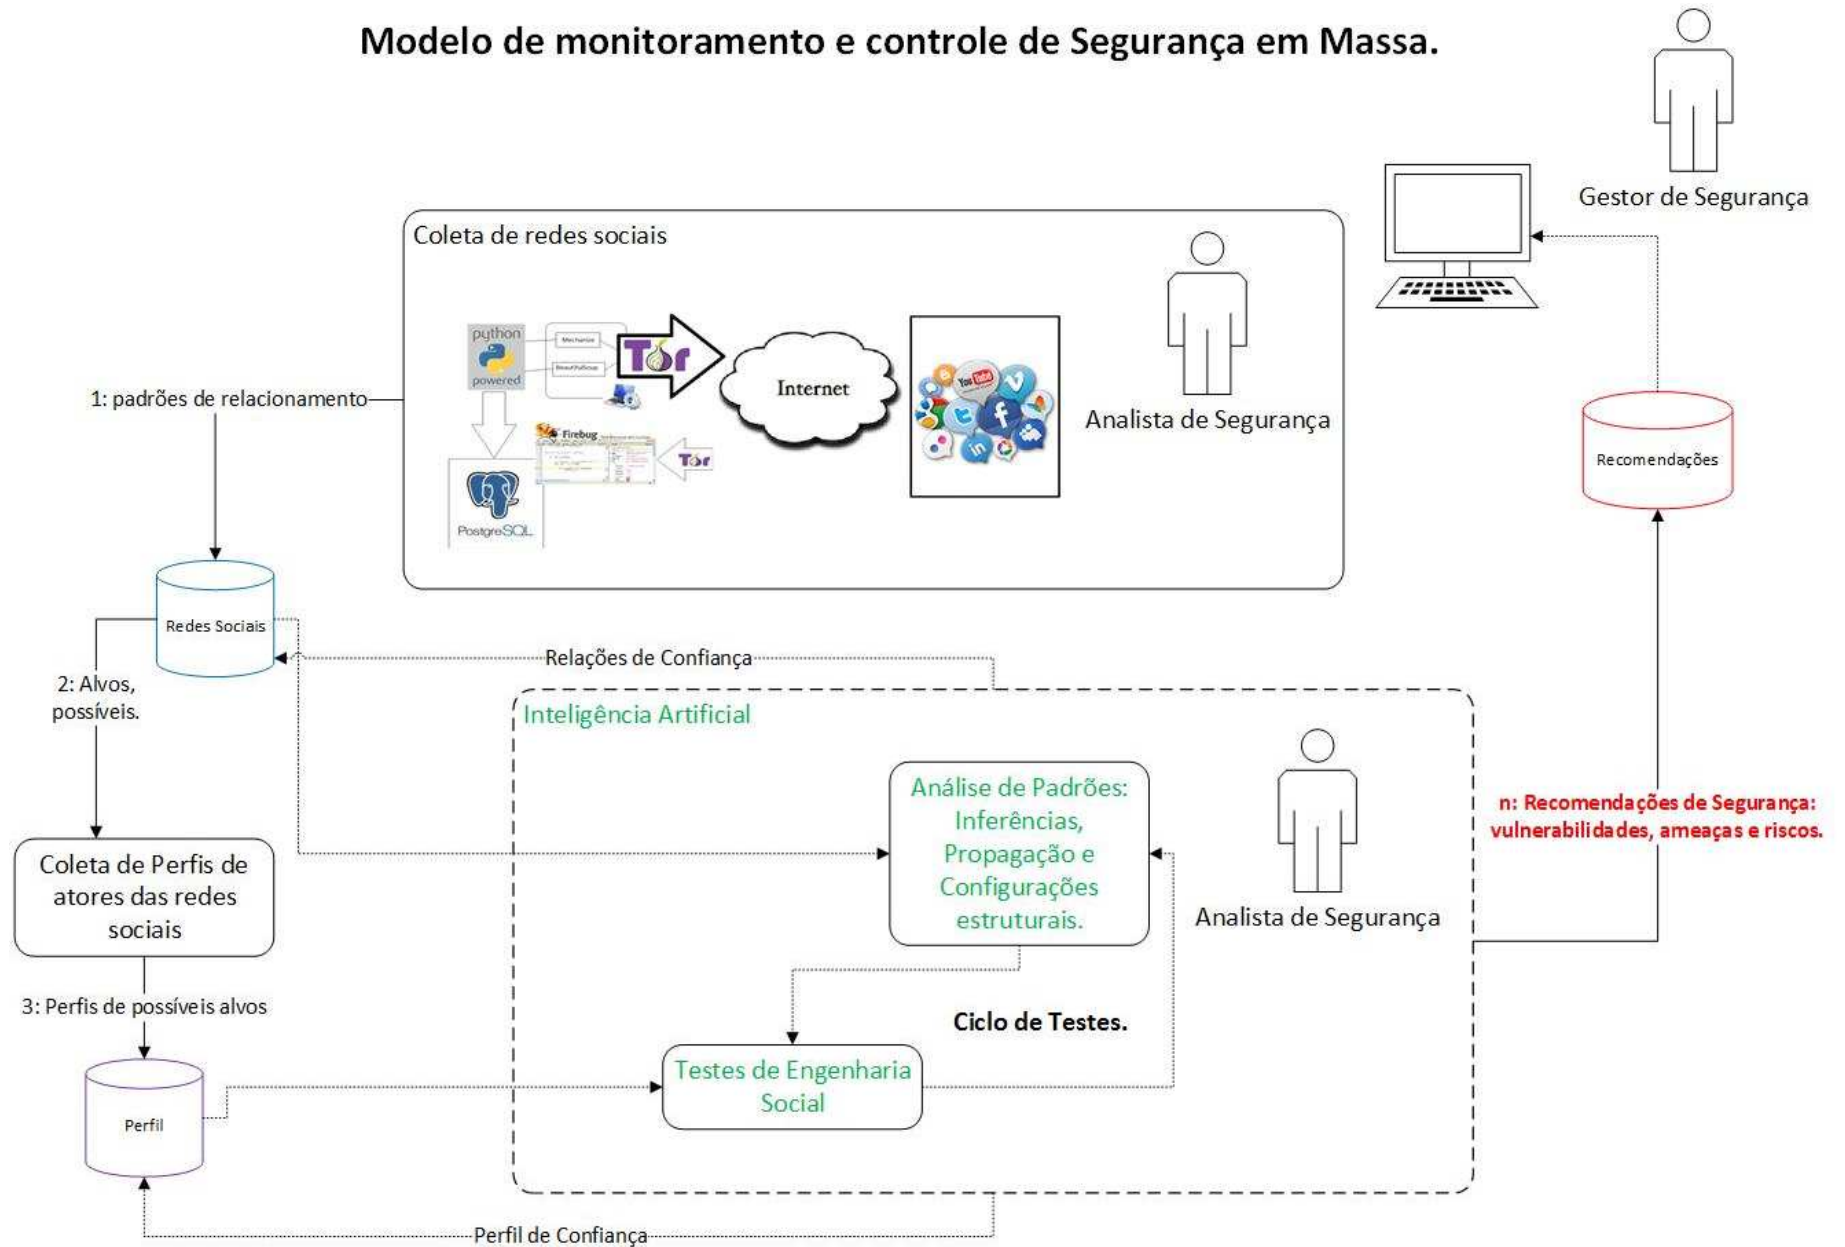 Modelo de monitoramento e controle de Segurança em Massa.
Gestor de Segurança
Coleta de redes sociais
python
powered
Mechanize
BeautifulSoup
Tor
Internet
You Tube
Analista de Segurança
1: padrões de relacionamento
Firebug
Tor
PostgreSQL
Recomendações
Redes Sociais
Relações de Confiança
2: Alvos,
possíveis.
Inteligência Artificial
Análise de Padrões:
Inferências,
Propagação e
Configurações
estruturais.
Analista de Segurança
n: Recomendações de Segurança:
vulnerabilidades, ameaças e riscos.
Coleta de Perfis de
atores das redes
sociais
3: Perfis de possíveis alvos
Ciclo de Testes.
Testes de Engenharia
Social
Perfil
Perfil de Confiança